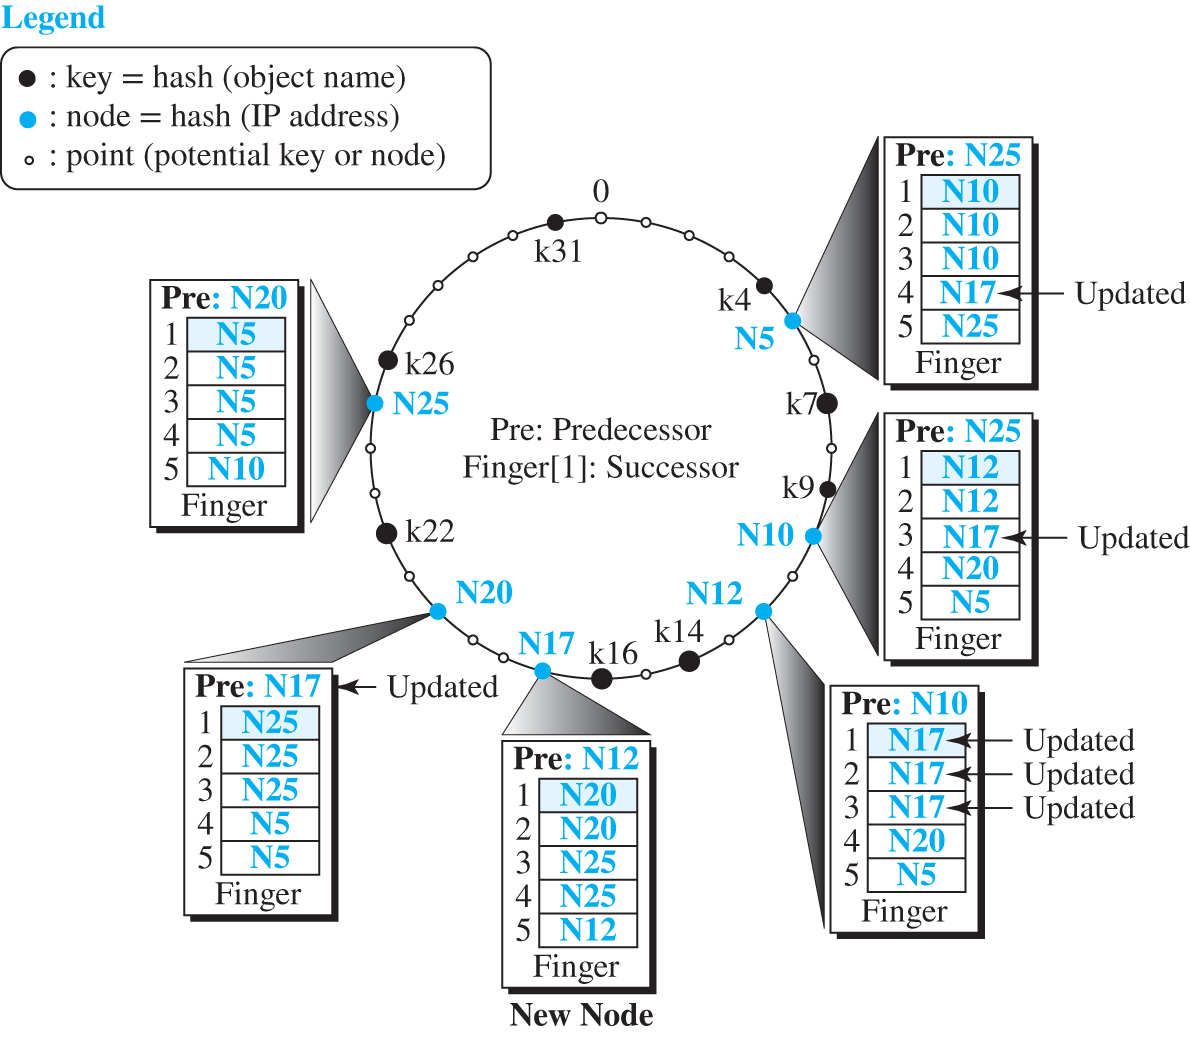 Legend
: key = hash (object name)
: node = hash (IP address)
: point (potential key or node)
0
k31
k4
N5
k7
k9
N10
N12
k14
k16
N17
N20
k22
N25
k26
Pre: Predecessor
Finger[1]: Successor
Pre: N25
1 N10
2 N10
3 N10
4 N17 Updated
5 N25
Finger
Pre: N25
1 N12
2 N12
3 N17 Updated
4 N20
5 N5
Finger
Pre: N10
1 N17 Updated
2 N17 Updated
3 N17 Updated
4 N20
5 N5
Finger
Pre: N12
1 N20
2 N20
3 N25
4 N25
5 N12
Finger
New Node
Pre: N17 Updated
1 N25
2 N25
3 N25
4 N5
5 N5
Finger
Pre: N20
1 N5
2 N5
3 N5
4 N5
5 N10
Finger